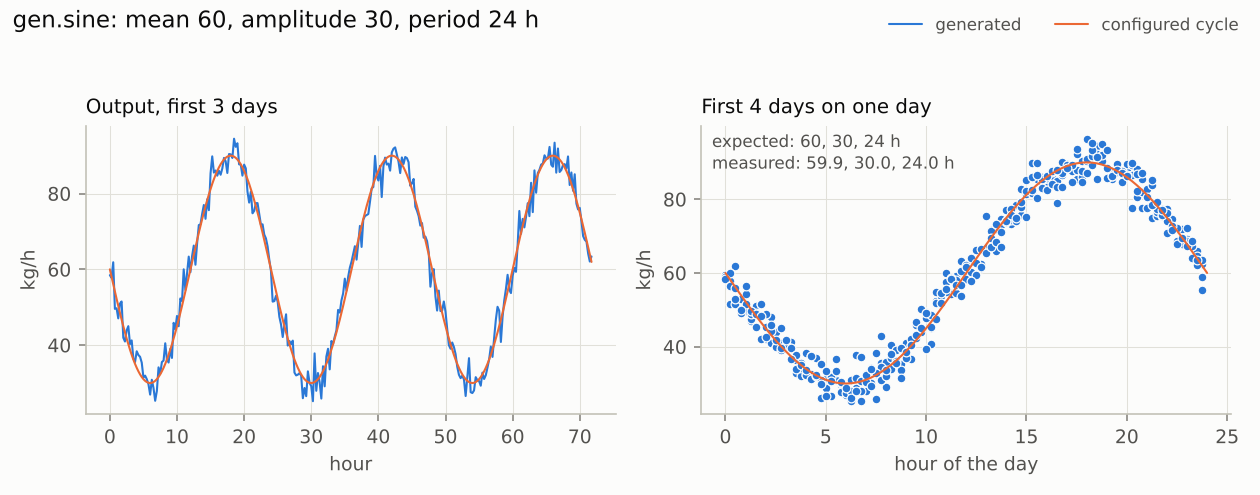 gen.sine: mean 60, amplitude 30, period 24 h
generated
configured cycle
Output, first 3 days
kg/h
80
60
40
0 10 20 30 40 50 60 70
hour
First 4 days on one day
expected: 60, 30, 24 h
measured: 59.9, 30.0, 24.0 h
kg/h
80
60
40
0 5 10 15 20 25
hour of the day